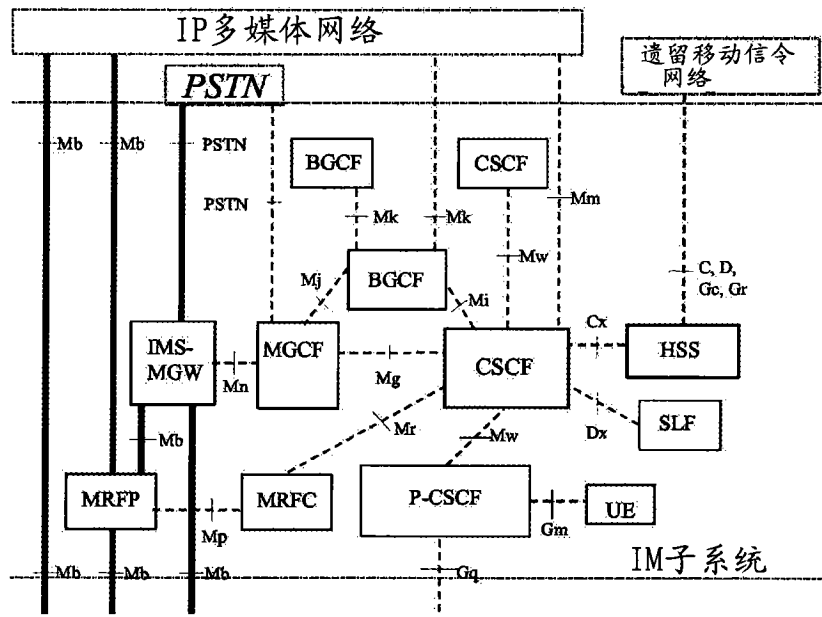 IP多媒体网络
遗留移动信令
网络
PSTN
Mb
Mb
PSTN
BGCF
CSCF
PSTN
Mk
Mk
Mm
Mw
C, D,
Gc, Gr
Mj
BGCF
Mi
Cx
IMS-
MGW
MGCF
CSCF
HSS
Mn
Mg
Mr
Dx
SLF
Mb
Mw
MRFP
MRFC
P-CSCF
UE
Mp
Gm
IM子系统
Mb
Mb
Mb
Gq